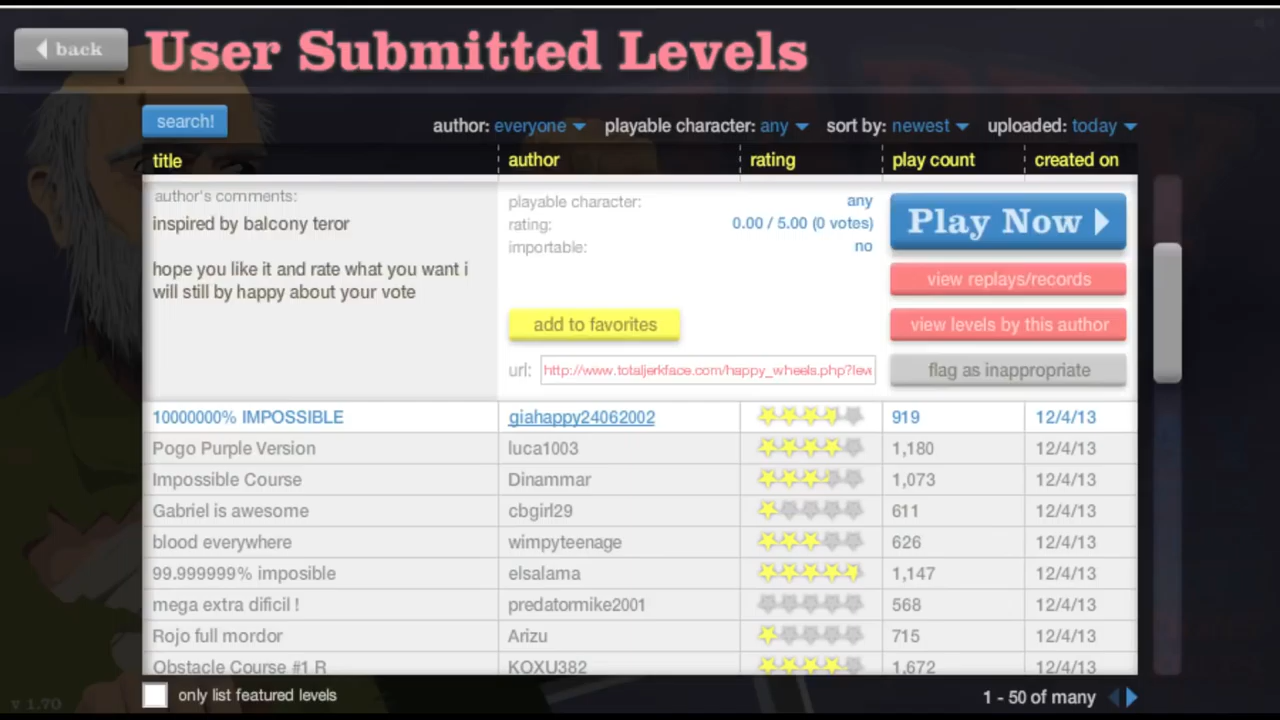 back
User Submitted Levels
search!
author: everyone playable character: any sort by: newest uploaded: today
title author rating play count created on
author's comments:
inspired by balcony teror
hope you like it and rate what you want i
will still by happy about your vote
playable character: any
rating: 0.00 / 5.00 (0 votes)
importable: no
add to favorites
url: http://www.totaljerkface.com/happy_wheels.php?lev
Play Now
view replays/records
view levels by this author
flag as inappropriate
10000000% IMPOSSIBLE giahappy24062002 919 12/4/13
Pogo Purple Version luca1003 1,180 12/4/13
Impossible Course Dinammar 1,073 12/4/13
Gabriel is awesome cbgirl29 611 12/4/13
blood everywhere wimpyteenage 626 12/4/13
99.999999% imposible elsalama 1,147 12/4/13
mega extra dificil ! predatormike2001 568 12/4/13
Rojo full mordor Arizu 715 12/4/13
Obstacle Course #1 R KOXU382 1,672 12/4/13
only list featured levels
1 - 50 of many
v 1.70